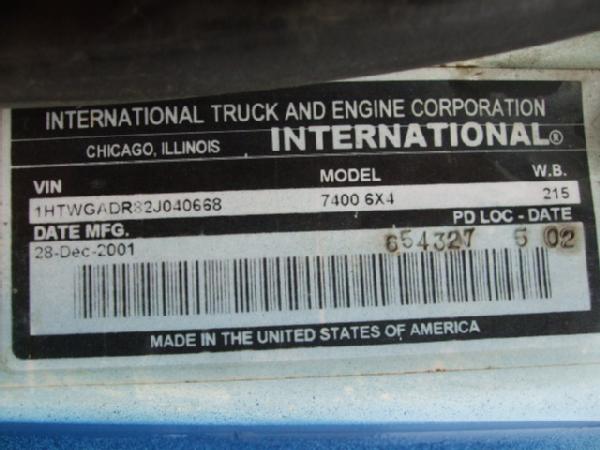 INTERNATIONAL TRUCK AND ENGINE CORPORATION
CHICAGO, ILLINOIS INTERNATIONAL®
VIN MODEL W.B.
1HTWGADR82J040668 7400 6X4 215
DATE MFG. PD LOC - DATE
28-Dec-2001 654327 5 02
MADE IN THE UNITED STATES OF AMERICA